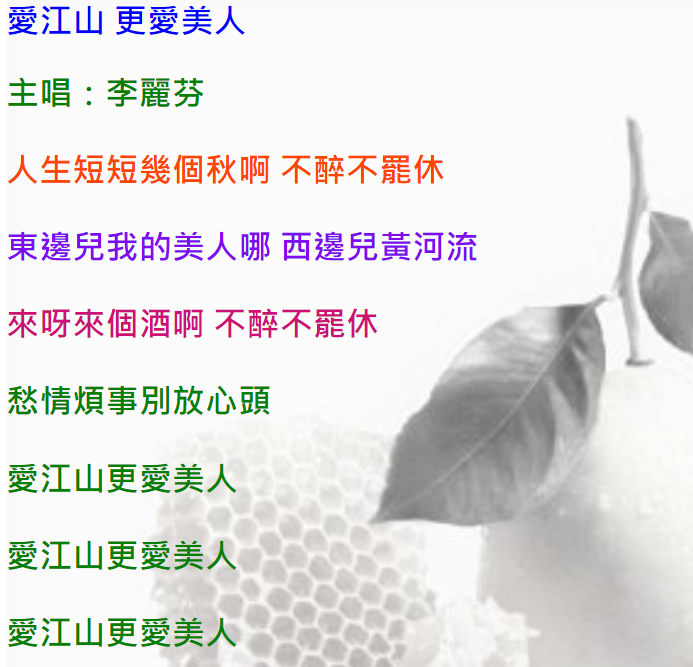 愛江山 更愛美人
主唱：李麗芬
人生短短幾個秋啊 不醉不罷休
東邊兒我的美人哪 西邊兒黃河流
來呀來個酒啊 不醉不罷休
愁情煩事別放心頭
愛江山更愛美人
愛江山更愛美人
愛江山更愛美人